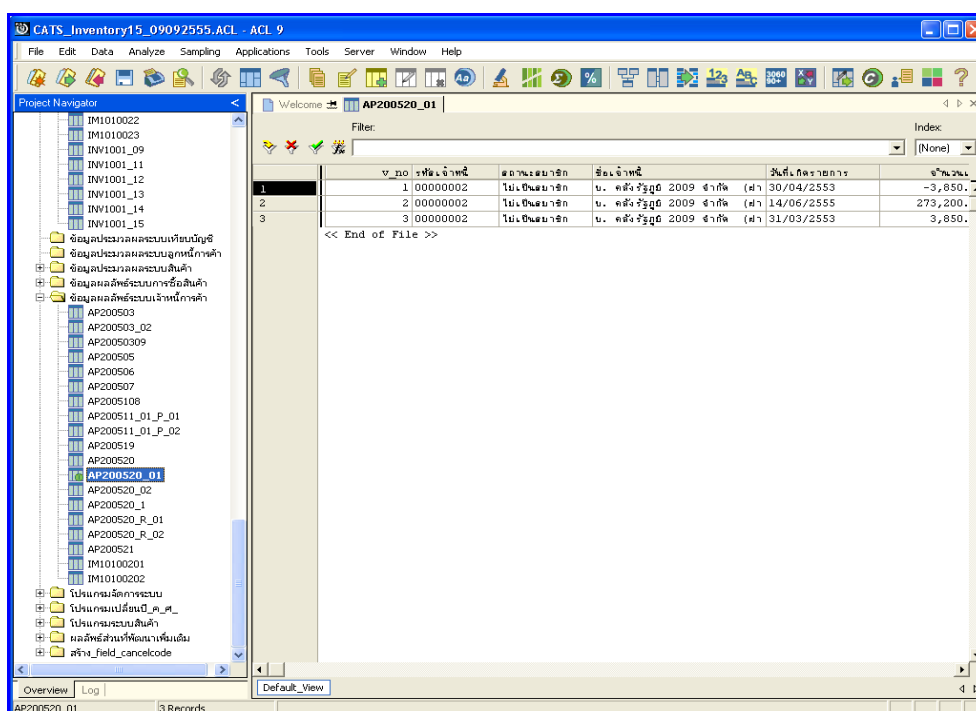 CATS_Inventory15_09092555.ACL - ACL 9
File Edit Data Analyze Sampling Applications Tools Server Window Help
Project Navigator <
Welcome AP200520_01
IM1010022
IM1010023
INV1001_09
INV1001_11
INV1001_12
INV1001_13
INV1001_14
INV1001_15
ข้อมูลประมวลผลระบบเทียบบัญชี
ข้อมูลประมวลผลระบบลูกหนี้การค้า
ข้อมูลประมวลผลระบบสินค้า
ข้อมูลผลลัพธ์ระบบการซื้อสินค้า
ข้อมูลผลลัพธ์ระบบเจ้าหนี้การค้า
AP200503
AP200503_02
AP20050309
AP200505
AP200506
AP200507
AP2005108
AP200511_01_P_01
AP200511_01_P_02
AP200519
AP200520
AP200520_01
AP200520_02
AP200520_1
AP200520_R_01
AP200520_R_02
AP200521
IM10100201
IM10100202
โปรแกรมจัดการระบบ
โปรแกรมเปลี่ยนปี_ค_ศ_
โปรแกรมระบบสินค้า
ผลลัพธ์ส่วนที่พัฒนาเพิ่มเติม
สร้าง_field_cancelcode
Overview Log
Filter: Index:
(None)
v_no รหัสเจ้าหนี้ สถานะสมาชิก ชื่อเจ้าหนี้ วันที่เกิดรายการ จำนวนเ
1 1 00000002 ไม่เป็นสมาชิก บ. คลังรัฐภูมิ 2009 จำกัด (สา 30/04/2553 -3,850.
2 2 00000002 ไม่เป็นสมาชิก บ. คลังรัฐภูมิ 2009 จำกัด (สา 14/06/2555 273,200.
3 3 00000002 ไม่เป็นสมาชิก บ. คลังรัฐภูมิ 2009 จำกัด (สา 31/03/2553 3,850.
<< End of File >>
Default_View
AP200520_01 3 Records